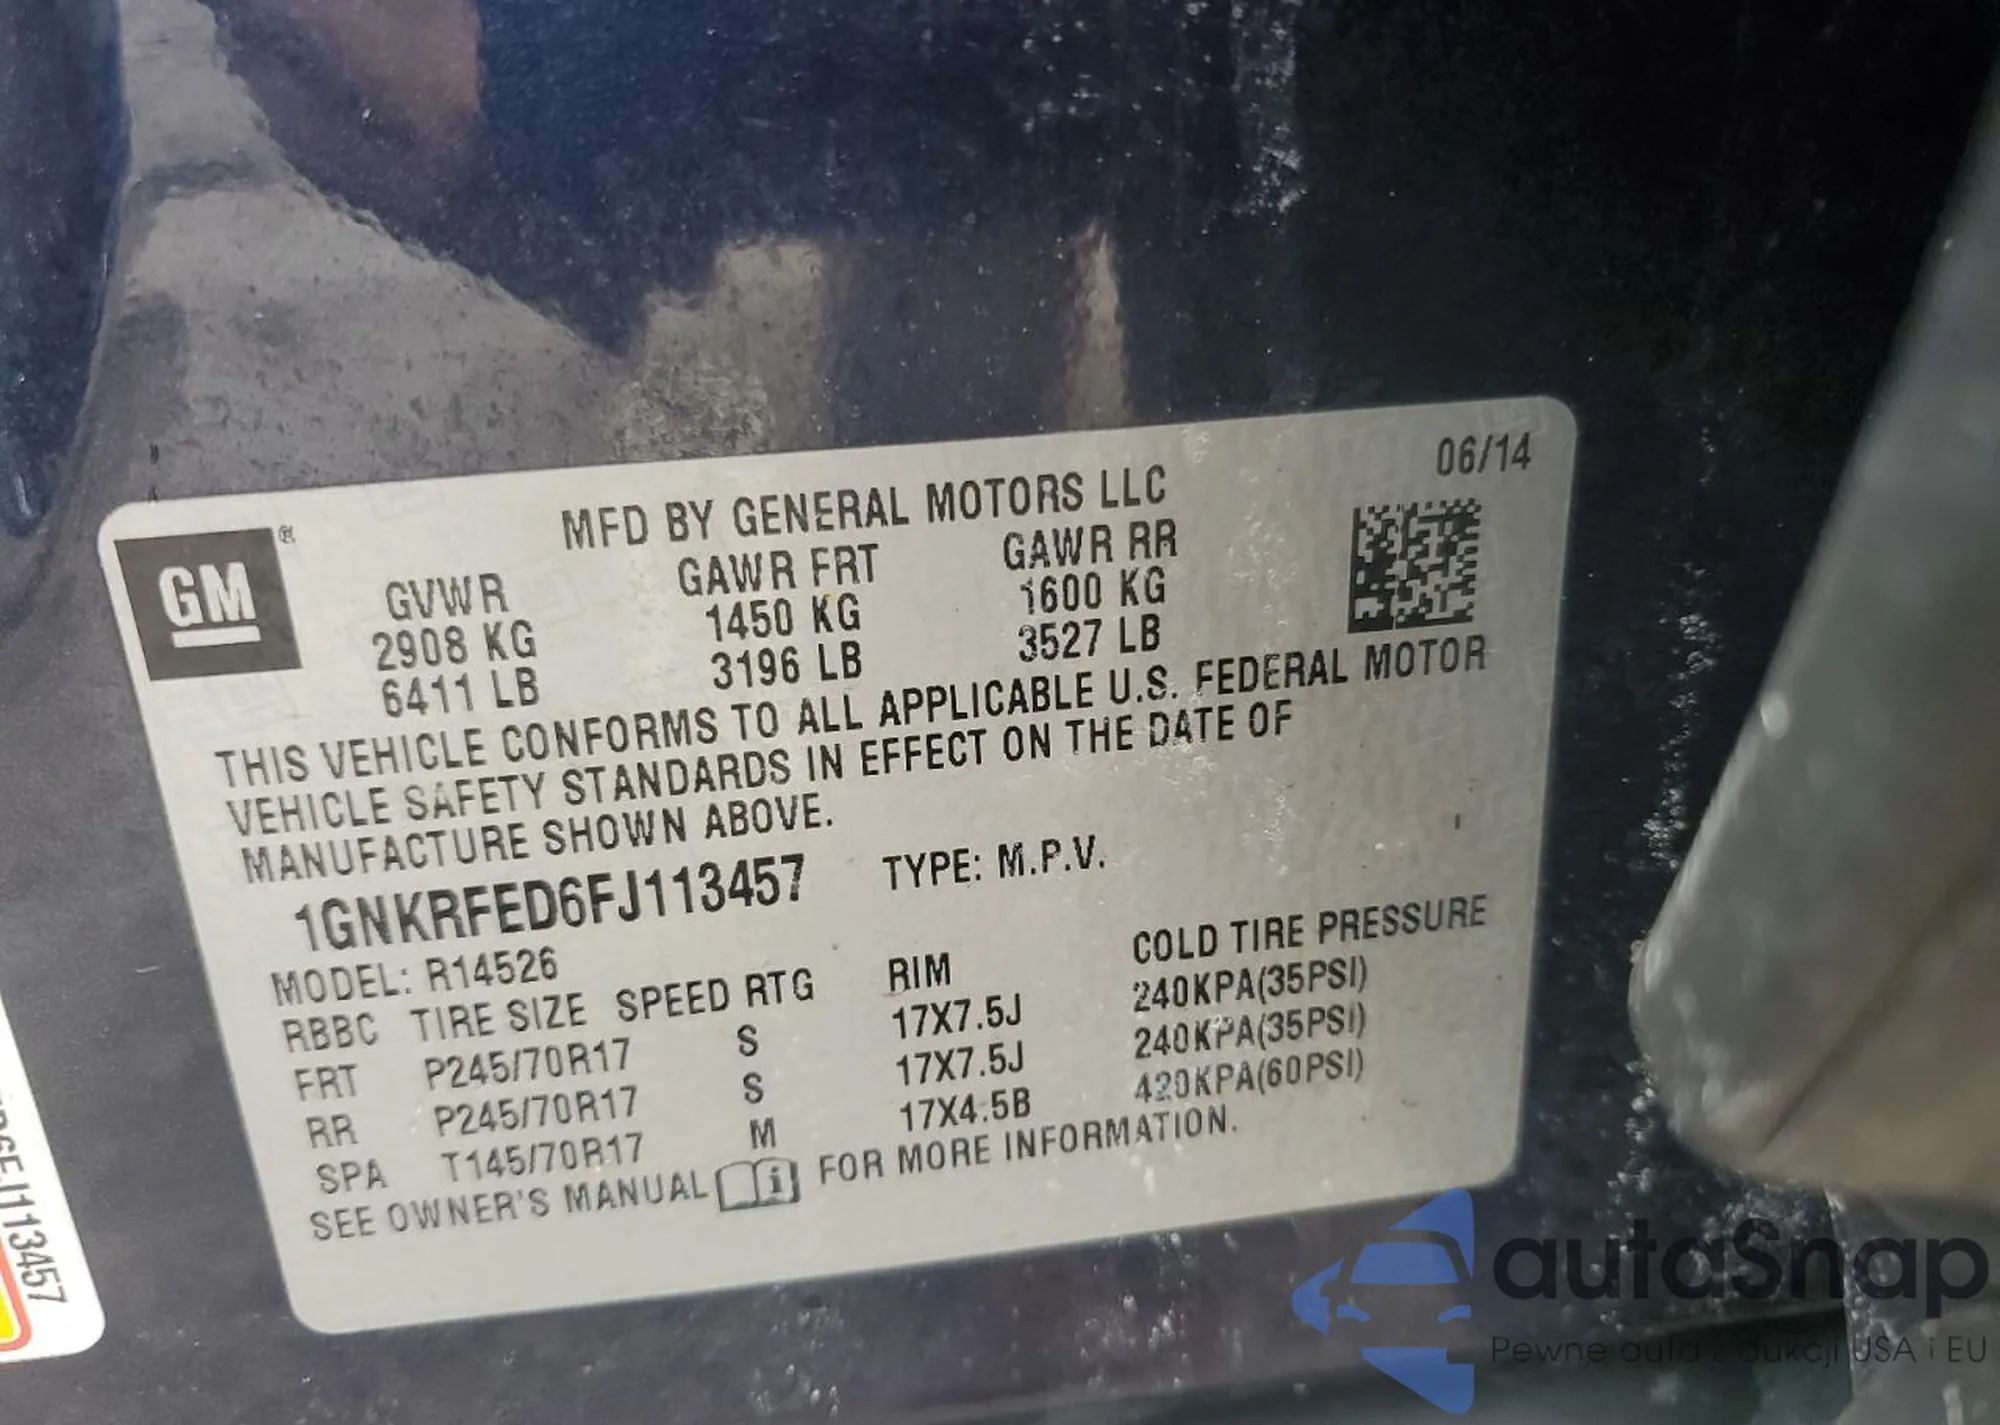 06/14
MFD BY GENERAL MOTORS LLC
GM ®
GVWR GAWR FRT GAWR RR
2908 KG 1450 KG 1600 KG
6411 LB 3196 LB 3527 LB
THIS VEHICLE CONFORMS TO ALL APPLICABLE U.S. FEDERAL MOTOR
VEHICLE SAFETY STANDARDS IN EFFECT ON THE DATE OF
MANUFACTURE SHOWN ABOVE.
1GNKRFED6FJ113457 TYPE: M.P.V.
MODEL: R14526
RBBC TIRE SIZE SPEED RTG RIM COLD TIRE PRESSURE
FRT P245/70R17 S 17X7.5J 240KPA(35PSI)
RR P245/70R17 S 17X7.5J 240KPA(35PSI)
SPA T145/70R17 M 17X4.5B 420KPA(60PSI)
SEE OWNER'S MANUAL i FOR MORE INFORMATION.
autaSnap
Pewne auta z aukcji USA i EU